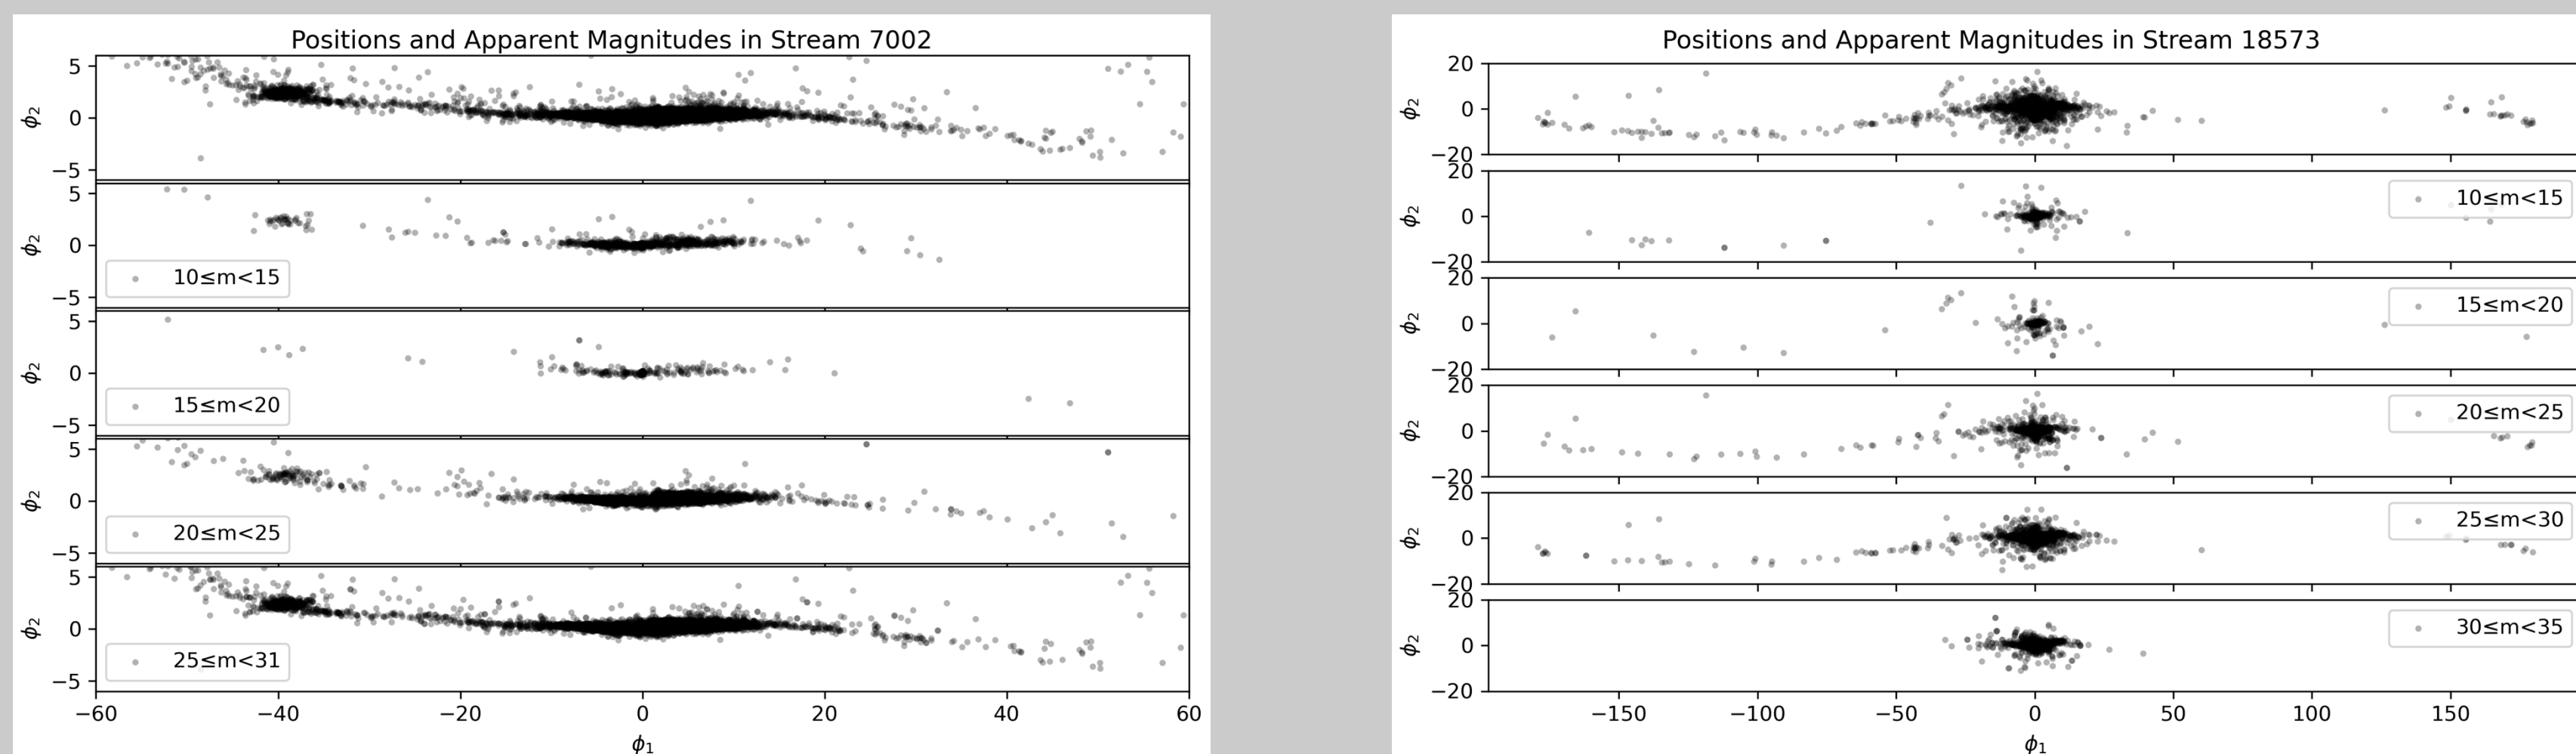 Positions and Apparent Magnitudes in Stream 7002
5
0
−5
ϕ₂
5
0
−5
ϕ₂
10≤m<15
5
0
−5
ϕ₂
15≤m<20
5
0
−5
ϕ₂
20≤m<25
5
0
−5
ϕ₂
25≤m<31
−60 −40 −20 0 20 40 60
ϕ₁
Positions and Apparent Magnitudes in Stream 18573
20
0
−20
ϕ₂
20
0
−20
ϕ₂
10≤m<15
20
0
−20
ϕ₂
15≤m<20
20
0
−20
ϕ₂
20≤m<25
20
0
−20
ϕ₂
25≤m<30
20
0
−20
ϕ₂
30≤m<35
−150 −100 −50 0 50 100 150
ϕ₁